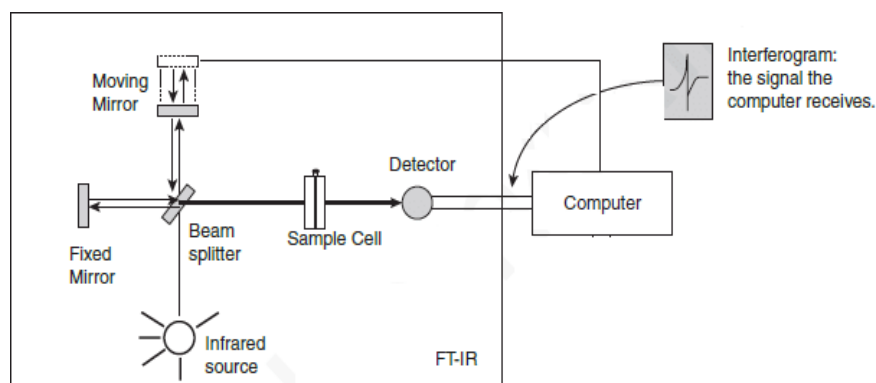 Moving
Mirror
Interferogram:
the signal the
computer receives.
Detector
Computer
Fixed
Mirror
Beam
splitter
Sample Cell
Infrared
source
FT-IR